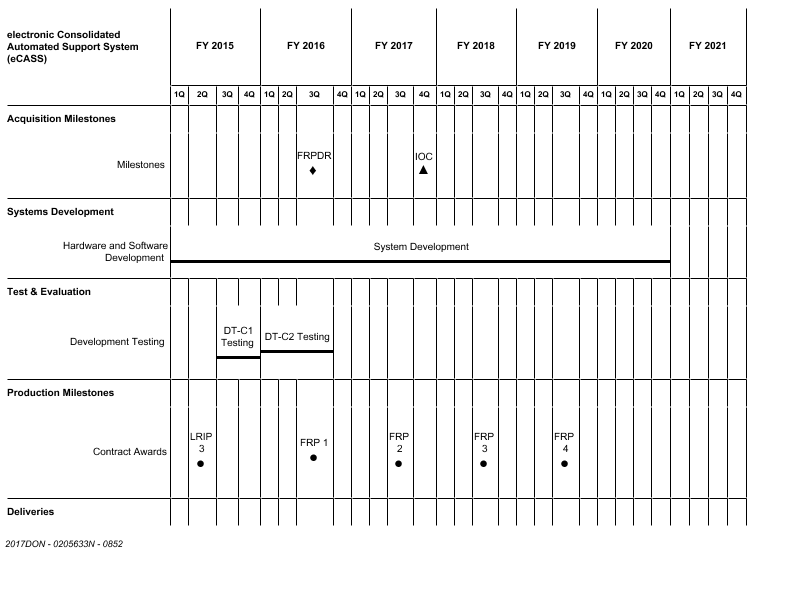 electronic Consolidated
Automated Support System
(eCASS)
FY 2015 FY 2016 FY 2017 FY 2018 FY 2019 FY 2020 FY 2021
1Q 2Q 3Q 4Q 1Q 2Q 3Q 4Q 1Q 2Q 3Q 4Q 1Q 2Q 3Q 4Q 1Q 2Q 3Q 4Q 1Q 2Q 3Q 4Q 1Q 2Q 3Q 4Q
Acquisition Milestones
Milestones
FRPDR
IOC
Systems Development
Hardware and Software
Development
System Development
Test & Evaluation
Development Testing
DT-C1
Testing
DT-C2 Testing
Production Milestones
Contract Awards
LRIP
3
FRP 1
FRP
2
FRP
3
FRP
4
Deliveries
2017DON - 0205633N - 0852